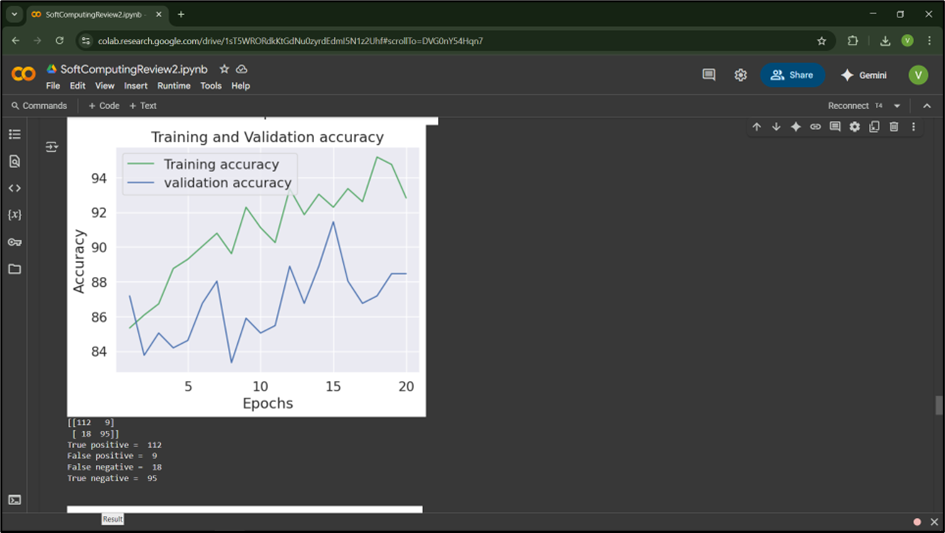 SoftComputingReview2.ipynb -
colab.research.google.com/drive/1sT5WRORdkKtGdNu0zyrdEdmI5N1z2Uhf#scrollTo=DVG0nY54Hqn7
SoftComputingReview2.ipynb
File Edit View Insert Runtime Tools Help
Share
Gemini
V
Commands + Code + Text
Reconnect T4
Training and Validation accuracy
Training accuracy
validation accuracy
94
92
90
88
86
84
Accuracy
5 10 15 20
Epochs
[[112 9]
[ 18 95]]
True positive = 112
False positive = 9
False negative = 18
True negative = 95
Result